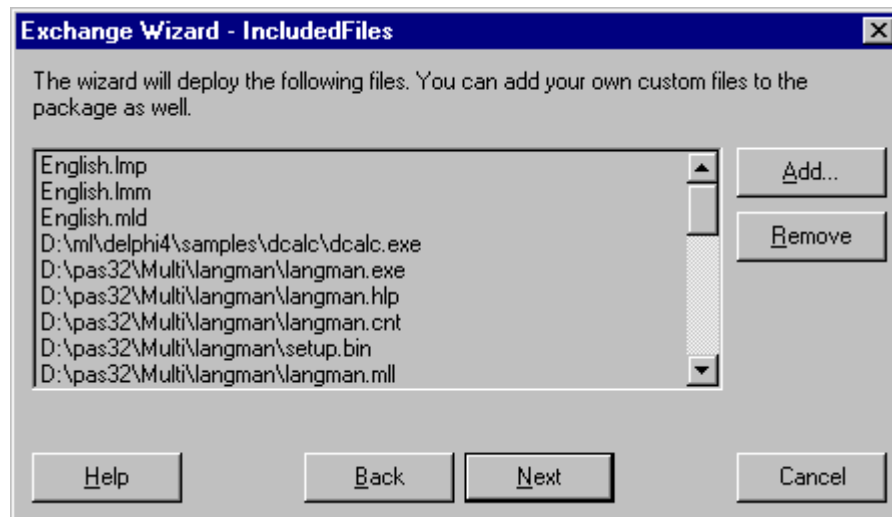 Exchange Wizard - IncludedFiles
The wizard will deploy the following files. You can add your own custom files to the
package as well.
English.lmp
English.lmm
English.mld
D:\ml\delphi4\samples\dcalc\dcalc.exe
D:\pas32\Multi\langman\langman.exe
D:\pas32\Multi\langman\langman.hlp
D:\pas32\Multi\langman\langman.cnt
D:\pas32\Multi\langman\setup.bin
D:\pas32\Multi\langman\langman.mll
Add...
Remove
Help
Back
Next
Cancel